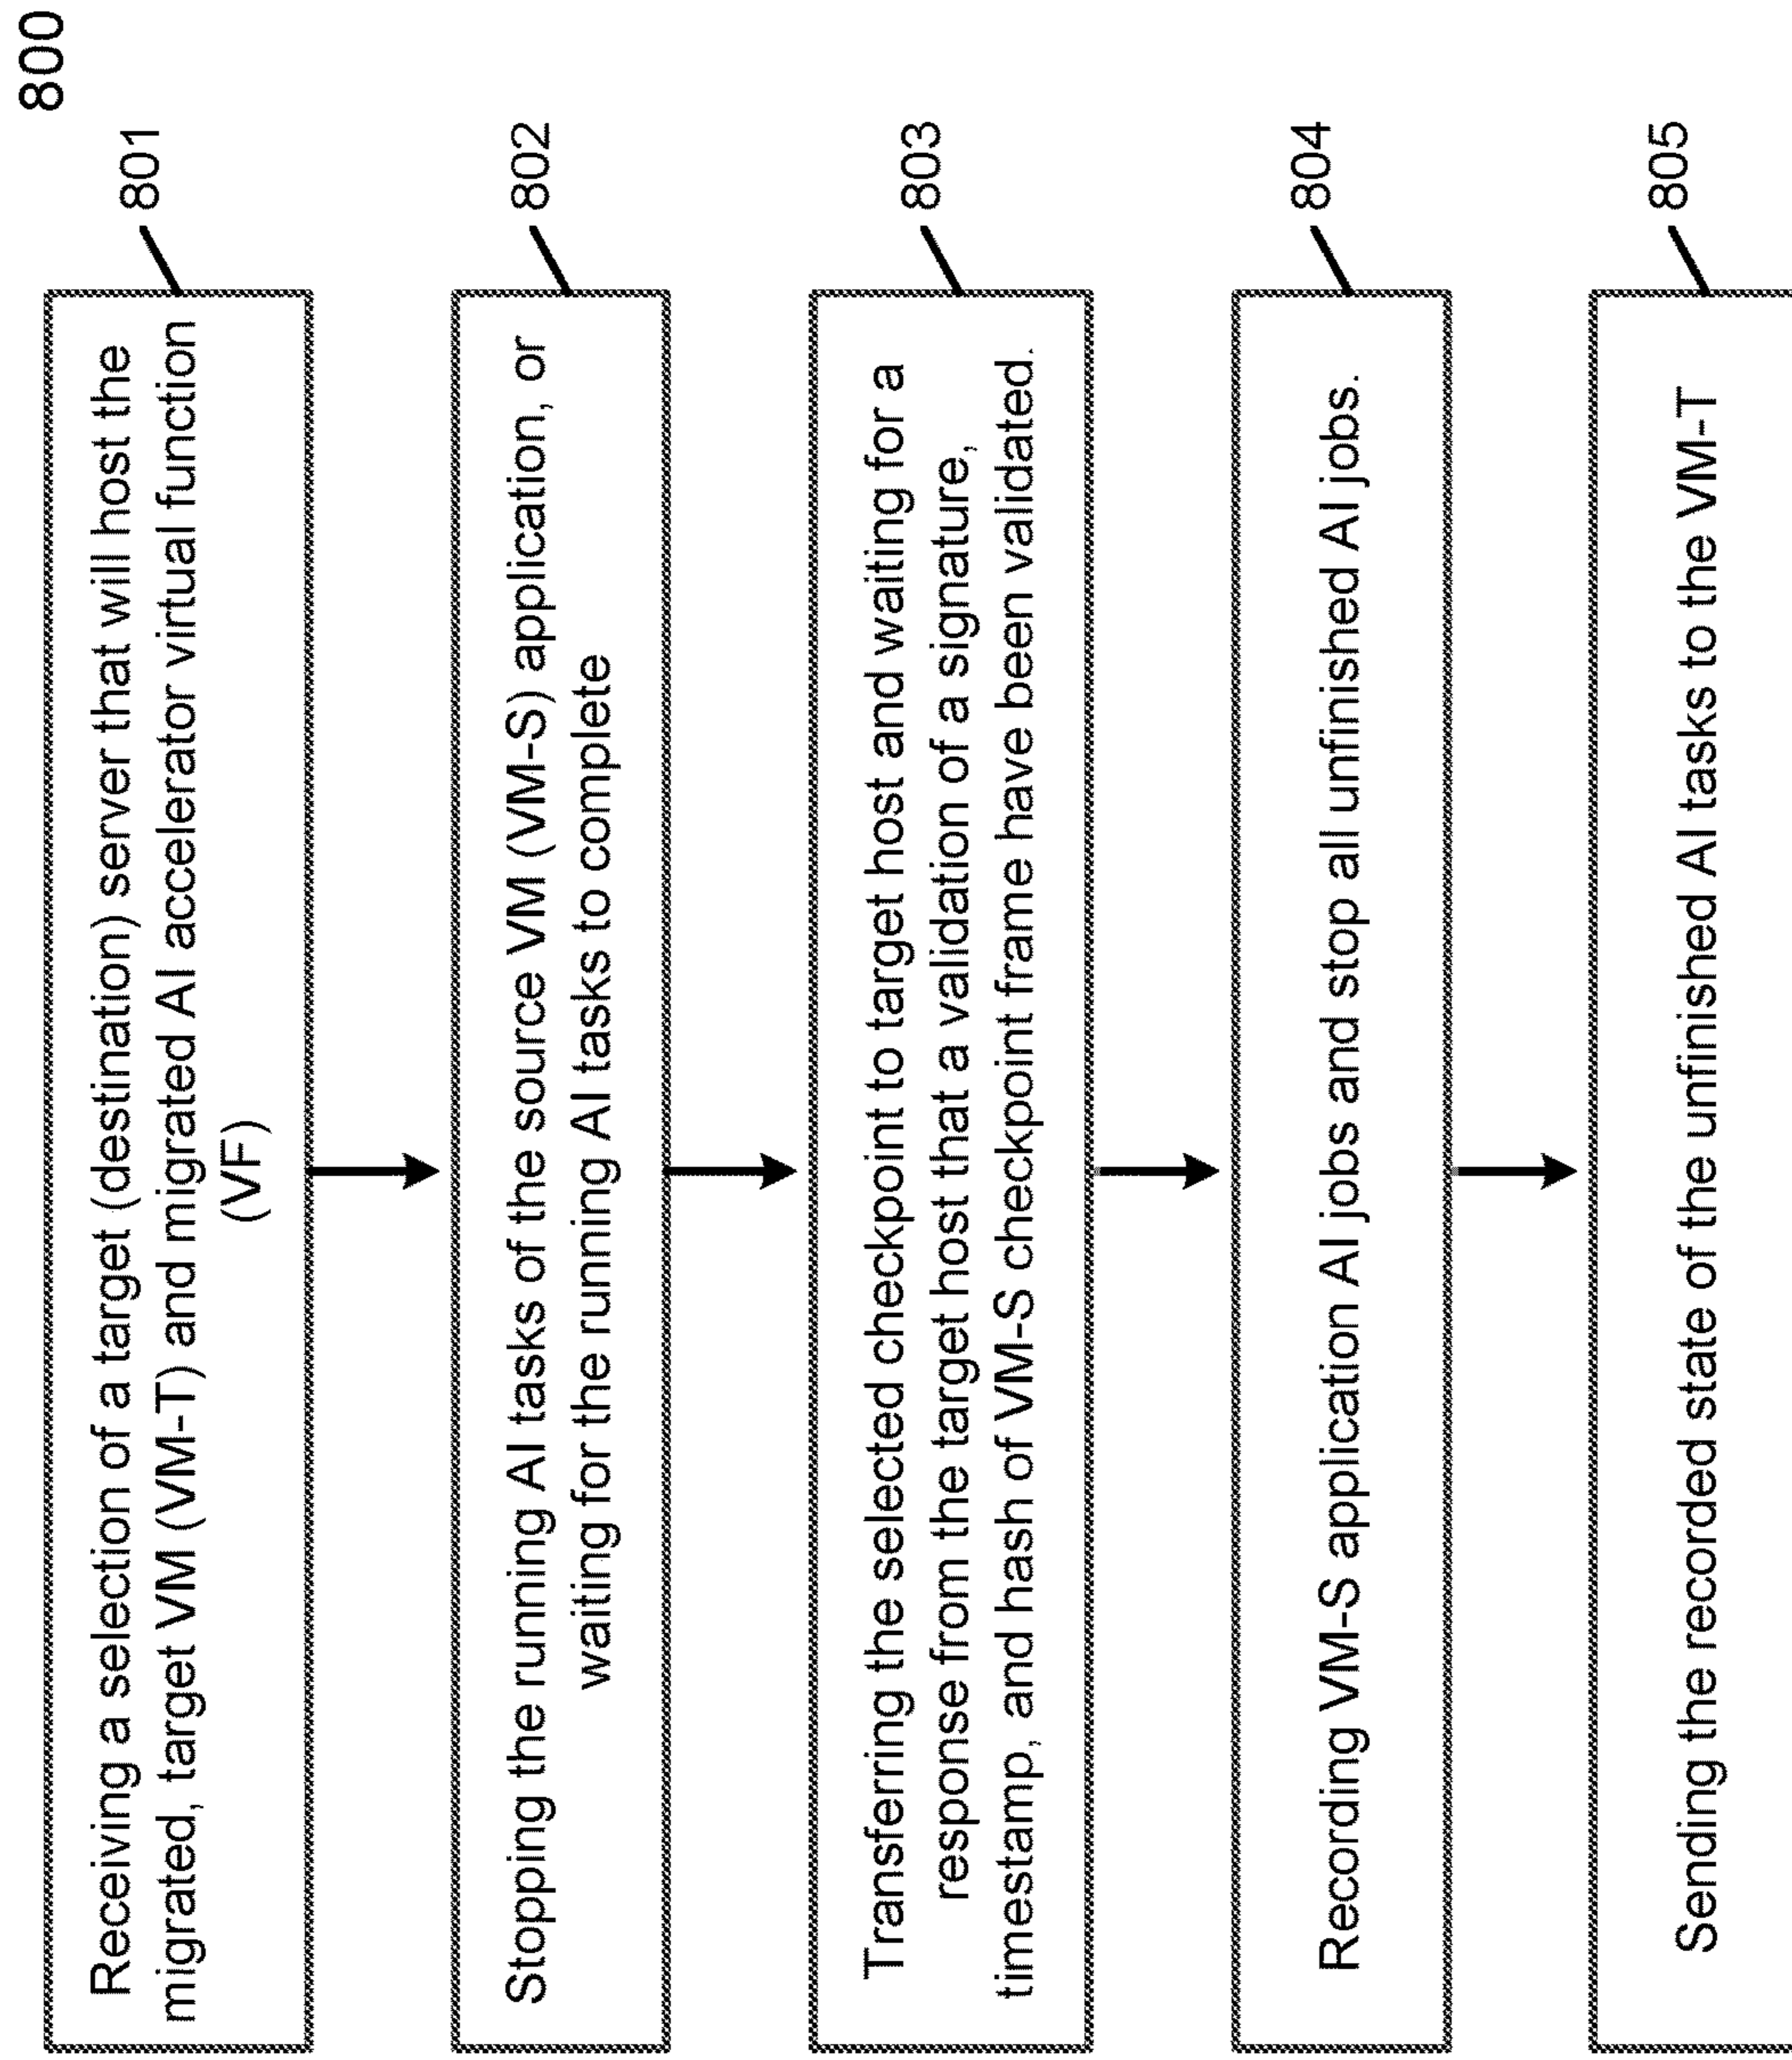 800
801
Receiving a selection of a target (destination) server that will host the
migrated, target VM (VM-T) and migrated AI accelerator virtual function
(VF)
802
Stopping the running AI tasks of the source VM (VM-S) application, or
waiting for the running AI tasks to complete
803
Transferring the selected checkpoint to target host and waiting for a
response from the target host that a validation of a signature,
timestamp, and hash of VM-S checkpoint frame have been validated.
804
Recording VM-S application AI jobs and stop all unfinished AI jobs.
805
Sending the recorded state of the unfinished AI tasks to the VM-T